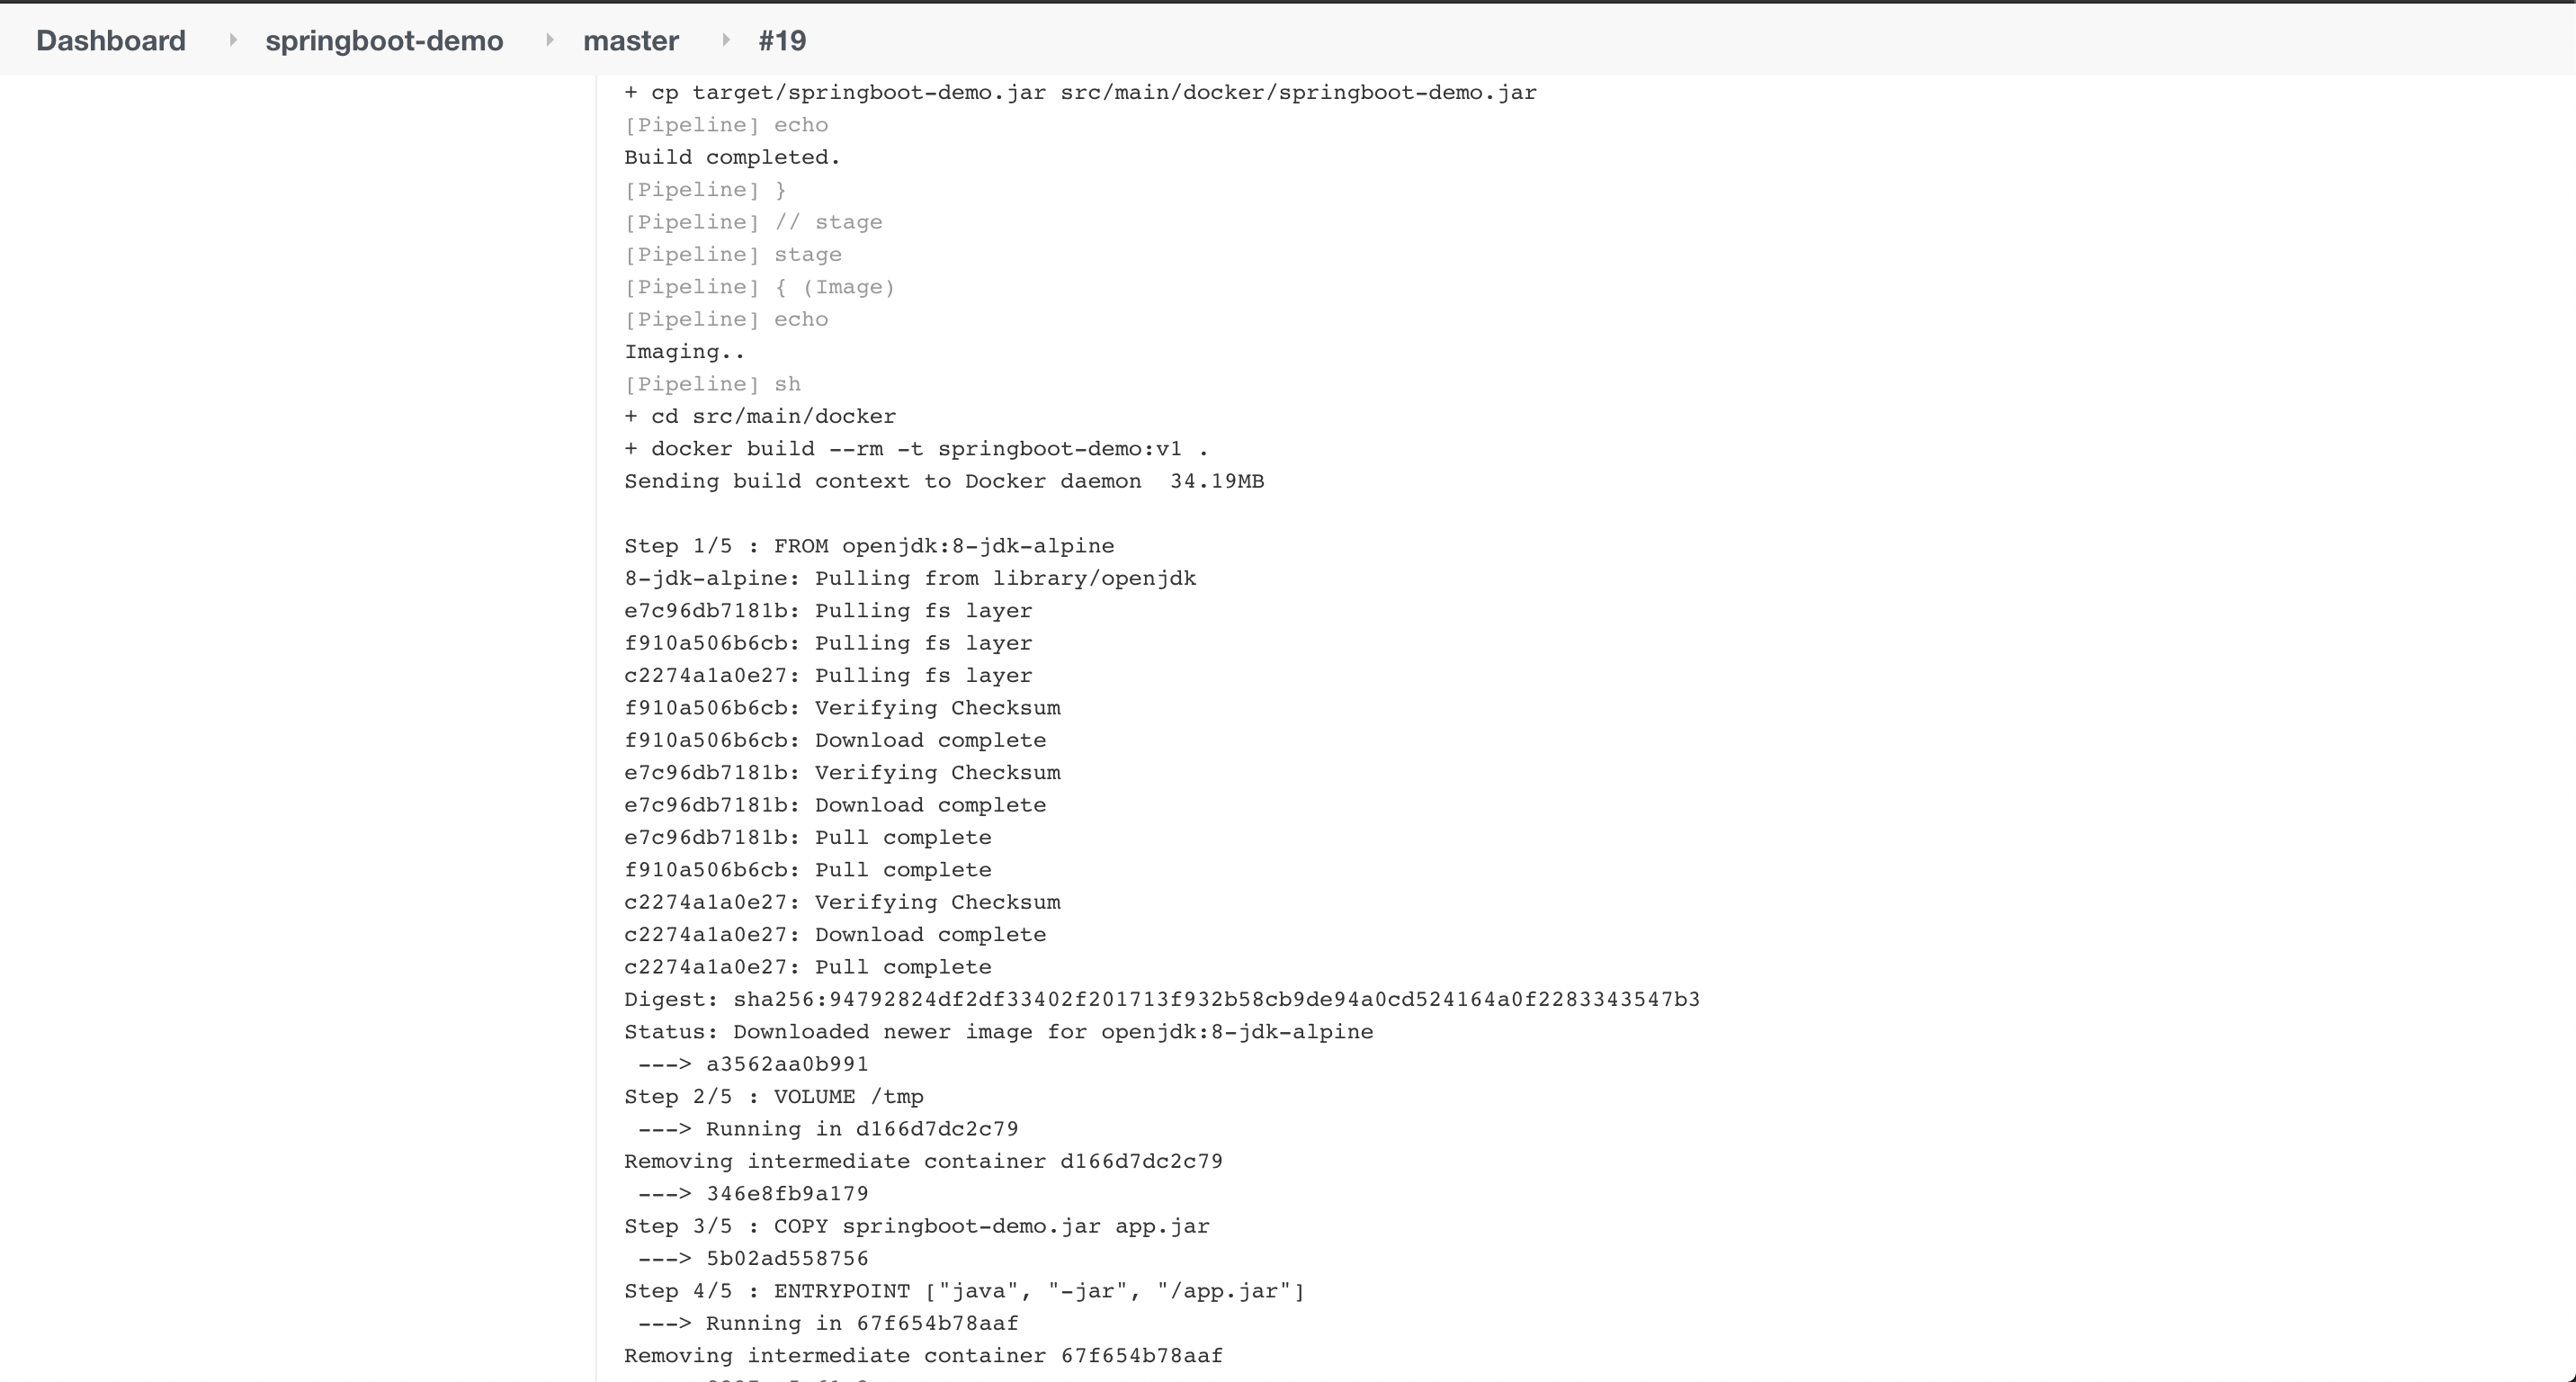 Dashboard springboot-demo master #19
+ cp target/springboot-demo.jar src/main/docker/springboot-demo.jar
[Pipeline] echo
Build completed.
[Pipeline] }
[Pipeline] // stage
[Pipeline] stage
[Pipeline] { (Image)
[Pipeline] echo
Imaging..
[Pipeline] sh
+ cd src/main/docker
+ docker build --rm -t springboot-demo:v1 .
Sending build context to Docker daemon  34.19MB
Step 1/5 : FROM openjdk:8-jdk-alpine
8-jdk-alpine: Pulling from library/openjdk
e7c96db7181b: Pulling fs layer
f910a506b6cb: Pulling fs layer
c2274a1a0e27: Pulling fs layer
f910a506b6cb: Verifying Checksum
f910a506b6cb: Download complete
e7c96db7181b: Verifying Checksum
e7c96db7181b: Download complete
e7c96db7181b: Pull complete
f910a506b6cb: Pull complete
c2274a1a0e27: Verifying Checksum
c2274a1a0e27: Download complete
c2274a1a0e27: Pull complete
Digest: sha256:94792824df2df33402f201713f932b58cb9de94a0cd524164a0f2283343547b3
Status: Downloaded newer image for openjdk:8-jdk-alpine
 ---> a3562aa0b991
Step 2/5 : VOLUME /tmp
 ---> Running in d166d7dc2c79
Removing intermediate container d166d7dc2c79
 ---> 346e8fb9a179
Step 3/5 : COPY springboot-demo.jar app.jar
 ---> 5b02ad558756
Step 4/5 : ENTRYPOINT ["java", "-jar", "/app.jar"]
 ---> Running in 67f654b78aaf
Removing intermediate container 67f654b78aaf